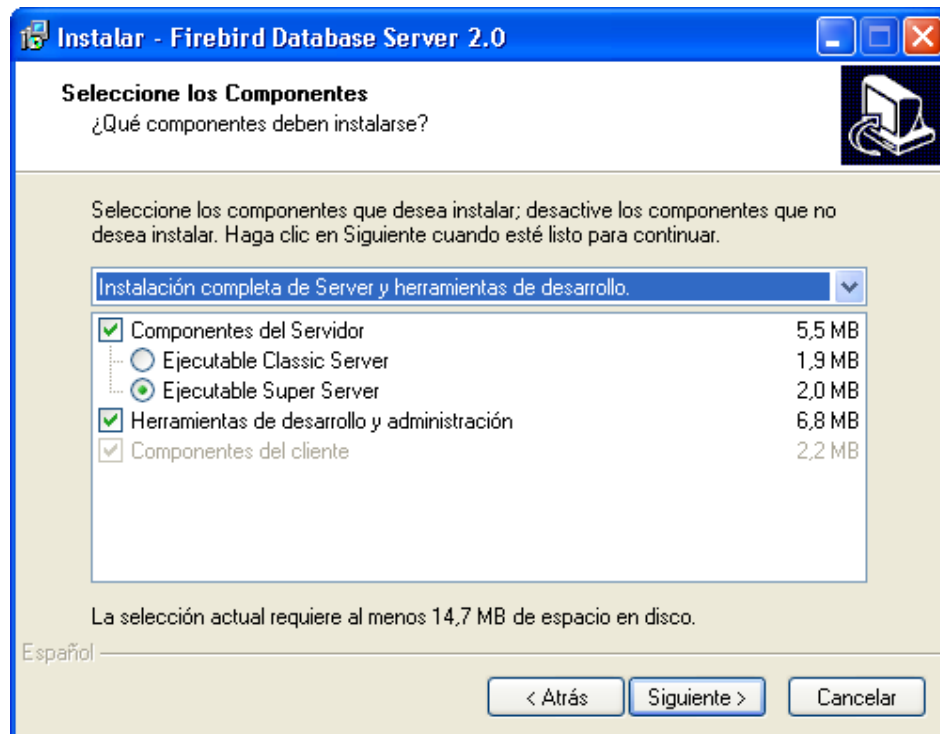 Instalar - Firebird Database Server 2.0
Seleccione los Componentes
¿Qué componentes deben instalarse?
Seleccione los componentes que desea instalar; desactive los componentes que no
desea instalar. Haga clic en Siguiente cuando esté listo para continuar.
Instalación completa de Server y herramientas de desarrollo.
Componentes del Servidor 5,5 MB
Ejecutable Classic Server 1,9 MB
Ejecutable Super Server 2,0 MB
Herramientas de desarrollo y administración 6,8 MB
Componentes del cliente 2,2 MB
La selección actual requiere al menos 14,7 MB de espacio en disco.
Español
< Atrás Siguiente > Cancelar